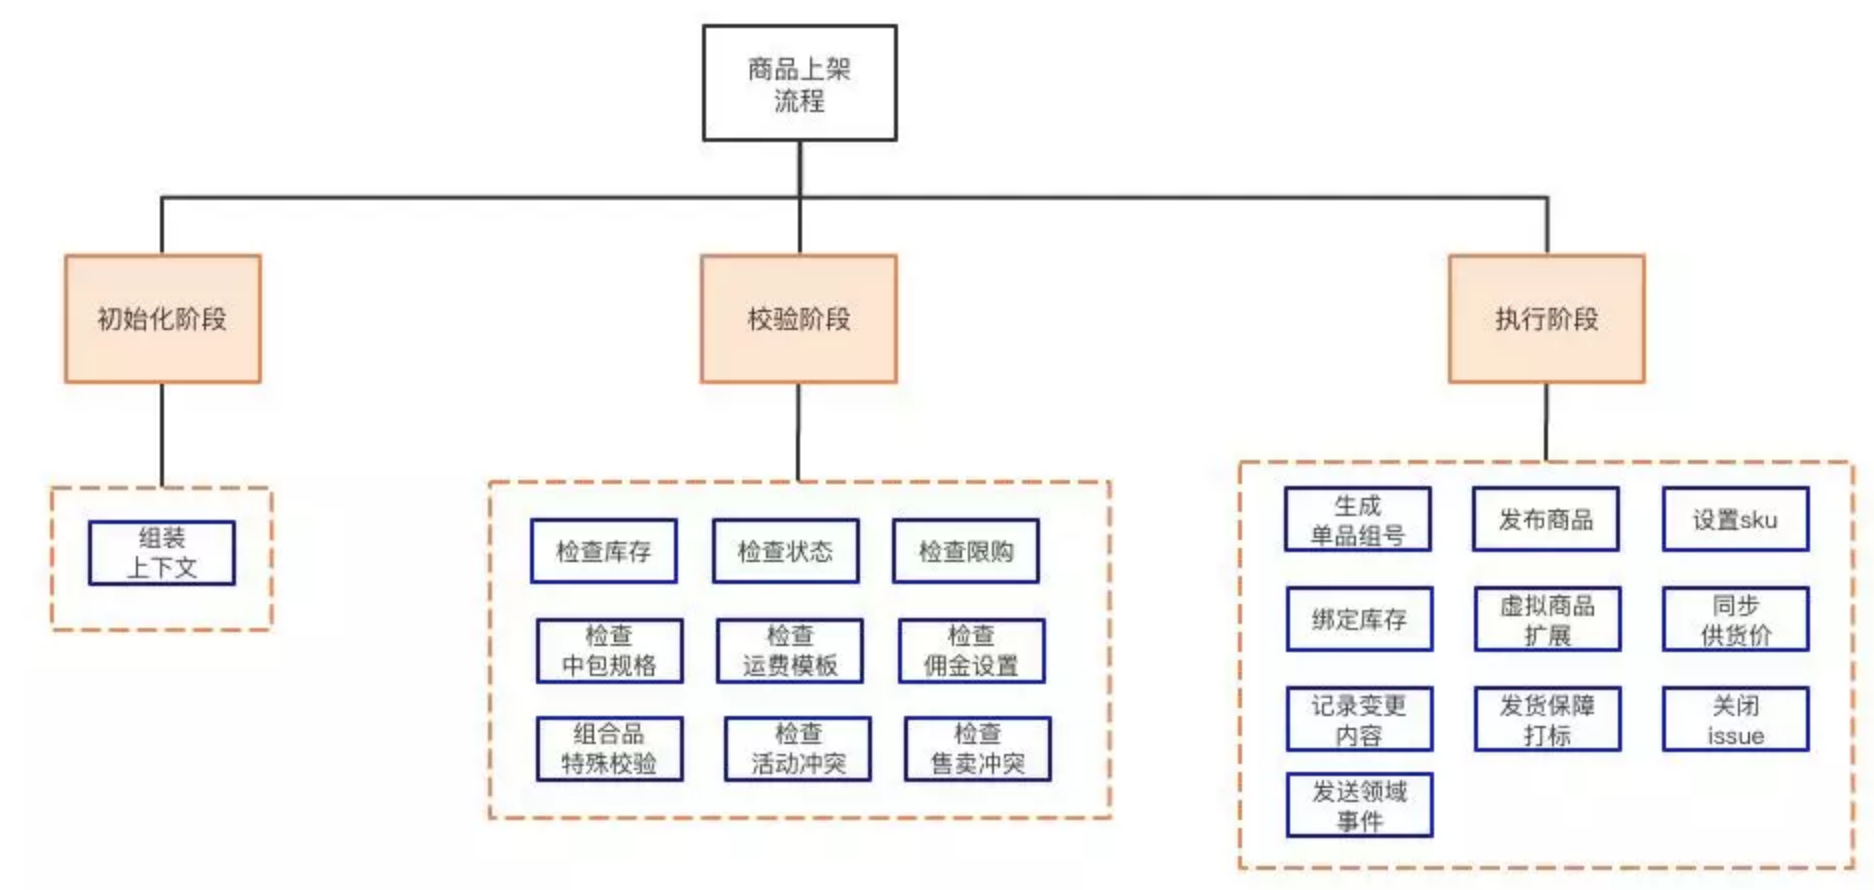 商品上架
流程
初始化阶段
校验阶段
执行阶段
组装
上下文
检查库存
检查状态
检查限购
检查
中包规格
检查
运费模板
检查
佣金设置
组合品
特殊校验
检查
活动冲突
检查
售卖冲突
生成
单品组号
发布商品
设置sku
绑定库存
虚拟商品
扩展
同步
供货价
记录变更
内容
发货保障
打标
关闭
issue
发送领域
事件